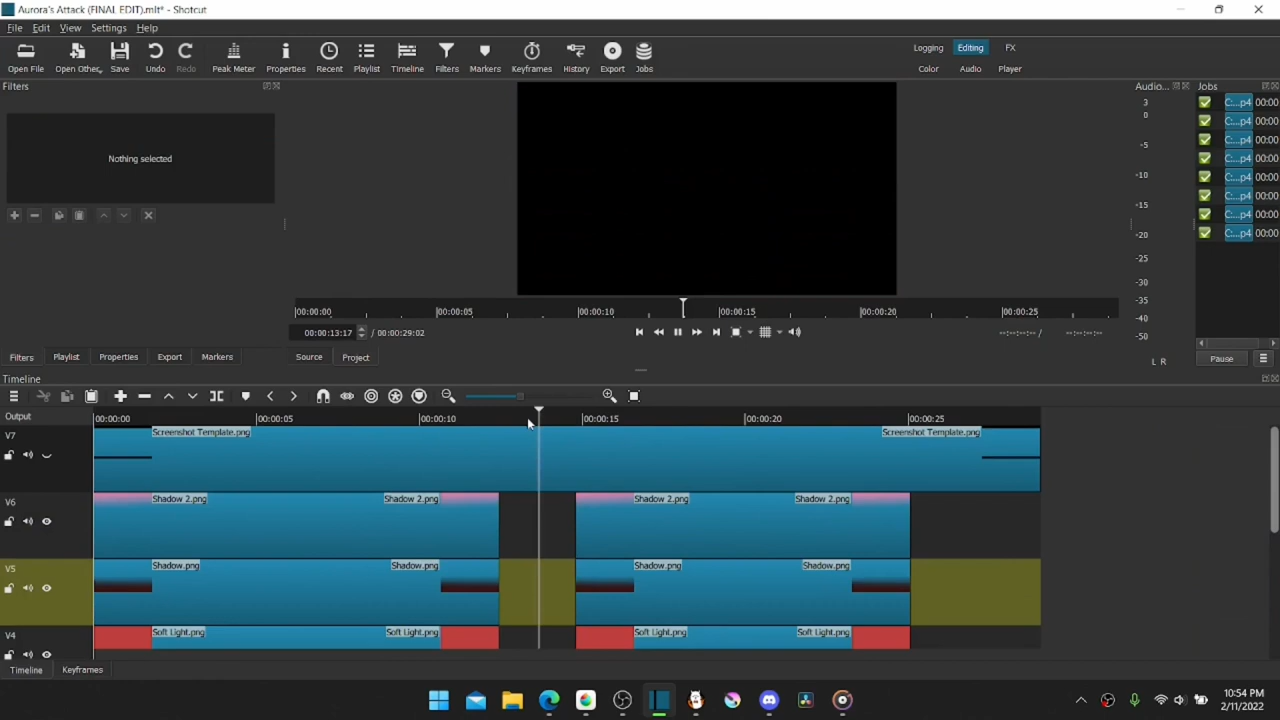 Aurora's Attack (FINAL EDIT).mlt* - Shotcut
File Edit View Settings Help
Open File Open Other.. Save Undo Redo Peak Meter Properties Recent Playlist Timeline Filters Markers Keyframes History Export Jobs
Logging Editing FX
Color Audio Player
Filters
Nothing selected
Audio...
3
0
-5
-10
-15
-20
-25
-30
-35
-40
-50
L R
Jobs
C:...p4 00:00
C:...p4 00:00
C:...p4 00:00
C:...p4 00:00
C:...p4 00:00
C:...p4 00:00
C:...p4 00:00
C:...p4 00:00
Pause
00:00:00 00:00:05 00:00:10 00:00:15 00:00:20 00:00:25
00:00:13:17 / 00:00:29:02
--:--:--:-- / --:--:--:--
Filters Playlist Properties Export Markers
Source Project
Timeline
Output
00:00:00 00:00:05 00:00:10 00:00:15 00:00:20 00:00:25
V7
Screenshot Template.png Screenshot Template.png
V6
Shadow 2.png Shadow 2.png Shadow 2.png Shadow 2.png
V5
Shadow.png Shadow.png Shadow.png Shadow.png
V4
Soft Light.png Soft Light.png Soft Light.png Soft Light.png
Timeline Keyframes
10:54 PM
2/11/2022